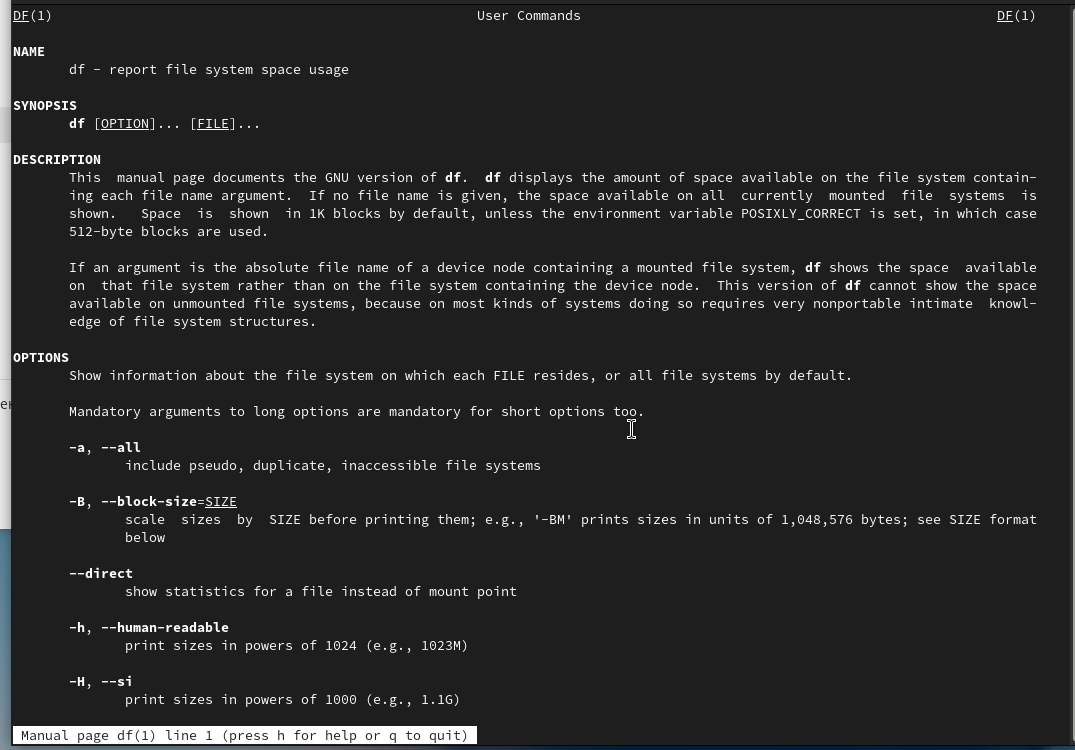 DF(1) User Commands DF(1)
NAME
df - report file system space usage
SYNOPSIS
df [OPTION]... [FILE]...
DESCRIPTION
This manual page documents the GNU version of df. df displays the amount of space available on the file system contain-
ing each file name argument. If no file name is given, the space available on all currently mounted file systems is
shown. Space is shown in 1K blocks by default, unless the environment variable POSIXLY_CORRECT is set, in which case
512-byte blocks are used.
If an argument is the absolute file name of a device node containing a mounted file system, df shows the space available
on that file system rather than on the file system containing the device node. This version of df cannot show the space
available on unmounted file systems, because on most kinds of systems doing so requires very nonportable intimate knowl-
edge of file system structures.
OPTIONS
Show information about the file system on which each FILE resides, or all file systems by default.
Mandatory arguments to long options are mandatory for short options too.
-a, --all
include pseudo, duplicate, inaccessible file systems
-B, --block-size=SIZE
scale sizes by SIZE before printing them; e.g., '-BM' prints sizes in units of 1,048,576 bytes; see SIZE format
below
--direct
show statistics for a file instead of mount point
-h, --human-readable
print sizes in powers of 1024 (e.g., 1023M)
-H, --si
print sizes in powers of 1000 (e.g., 1.1G)
Manual page df(1) line 1 (press h for help or q to quit)